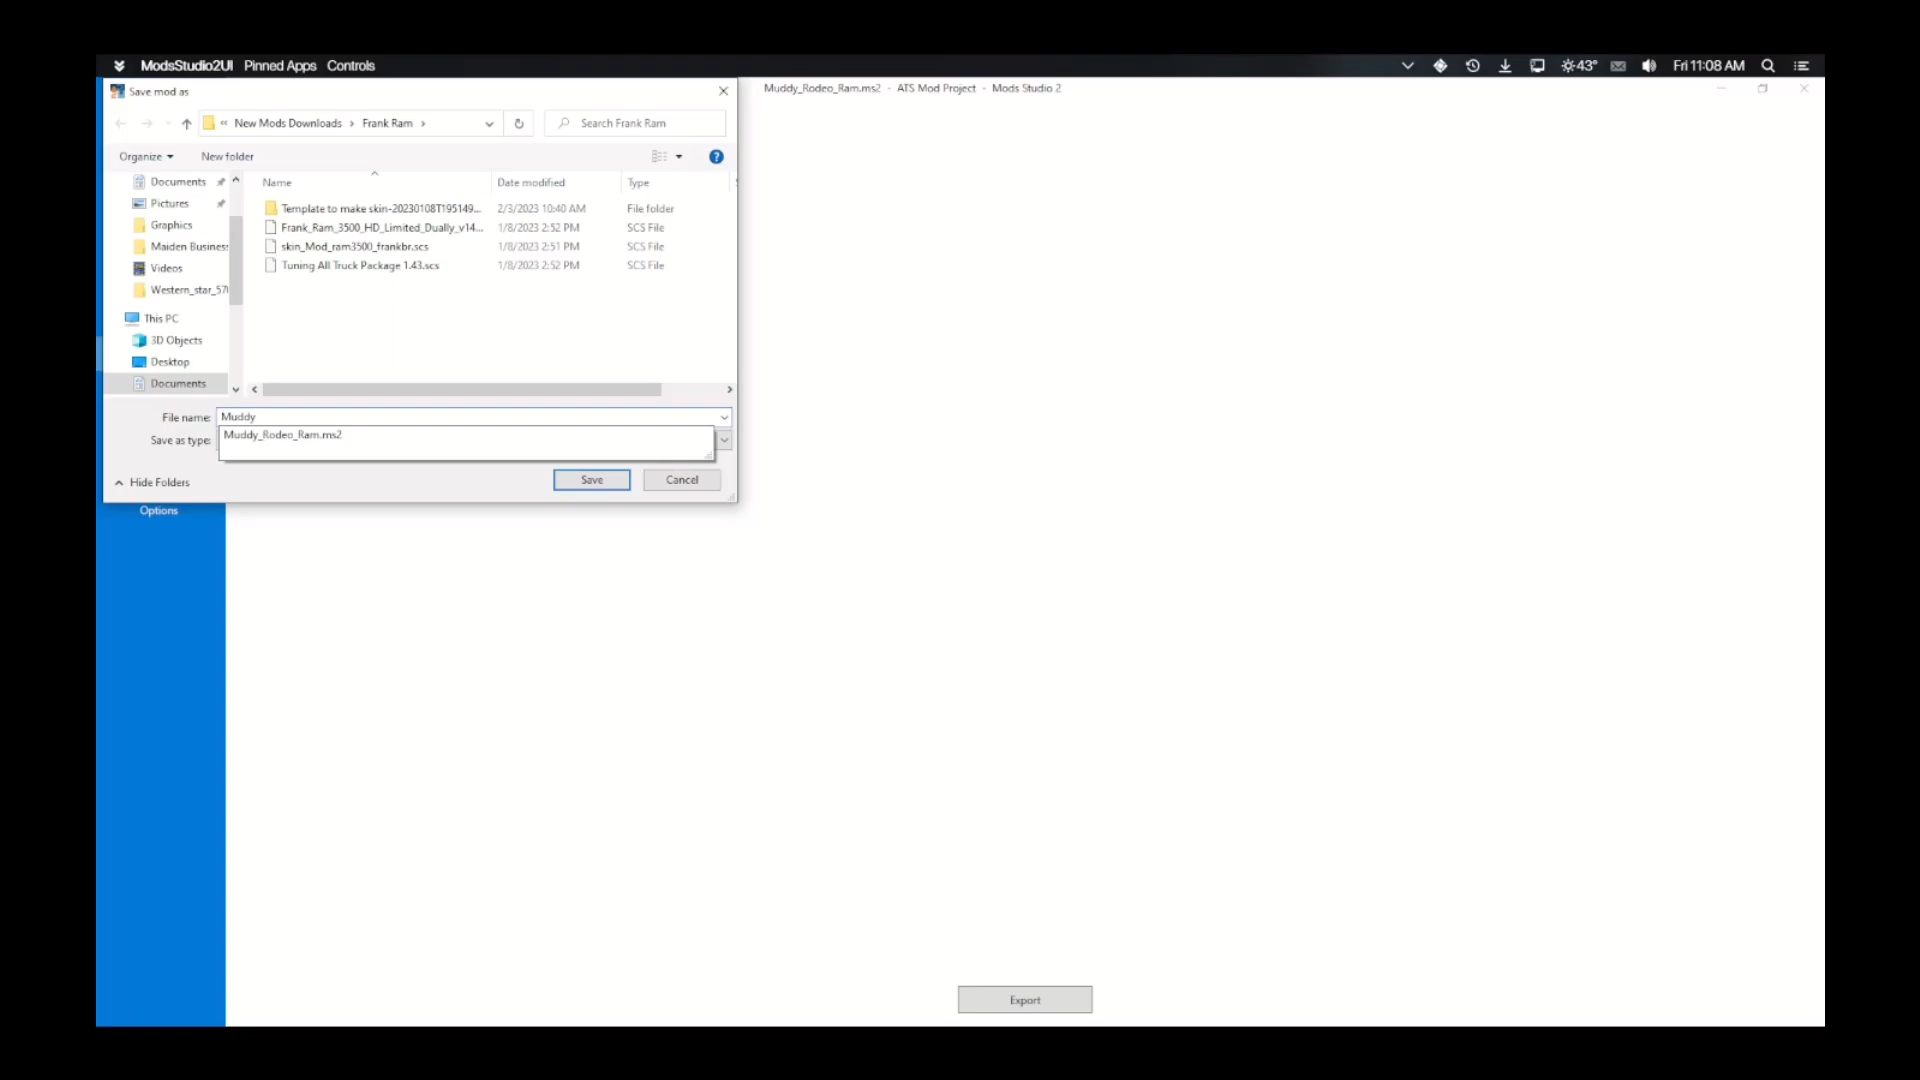 ModsStudio2UI Pinned Apps Controls
43° Fri 11:08 AM
Save mod as
Muddy_Rodeo_Ram.ms2 - ATS Mod Project - Mods Studio 2
« New Mods Downloads › Frank Ram ›
Search Frank Ram
Organize New folder
Name Date modified Type
Documents
Pictures
Graphics
Maiden Business
Videos
Western_star_57
This PC
3D Objects
Desktop
Documents
Template to make skin-20230108T195149... 2/3/2023 10:40 AM File folder
Frank_Ram_3500_HD_Limited_Dually_v14... 1/8/2023 2:52 PM SCS File
skin_Mod_ram3500_frankbr.scs 1/8/2023 2:51 PM SCS File
Tuning All Truck Package 1.43.scs 1/8/2023 2:52 PM SCS File
File name: Muddy
Muddy_Rodeo_Ram.ms2
Save as type:
Hide Folders
Save Cancel
Options
Export